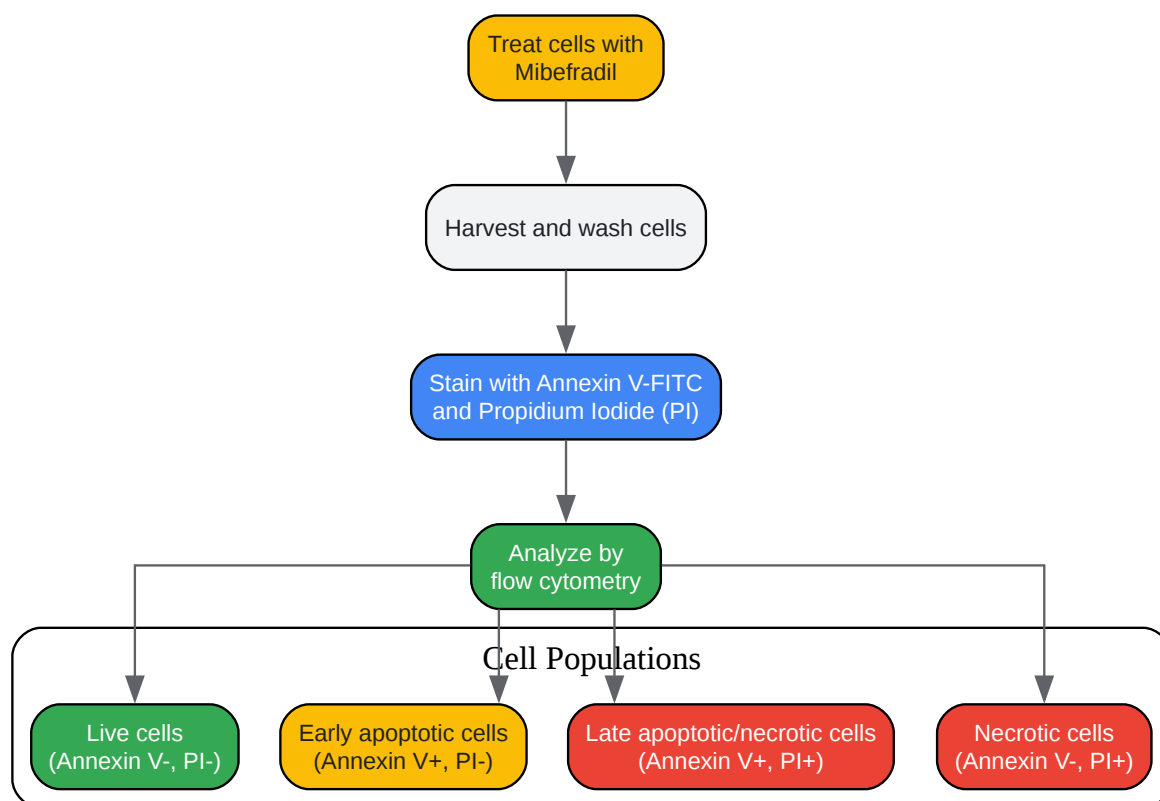 Treat cells with
Mibefradil
Harvest and wash cells
Stain with Annexin V-FITC
and Propidium Iodide (PI)
Analyze by
flow cytometry
Cell Populations
Live cells
(Annexin V-, PI-)
Early apoptotic cells
(Annexin V+, PI-)
Late apoptotic/necrotic cells
(Annexin V+, PI+)
Necrotic cells
(Annexin V-, PI+)